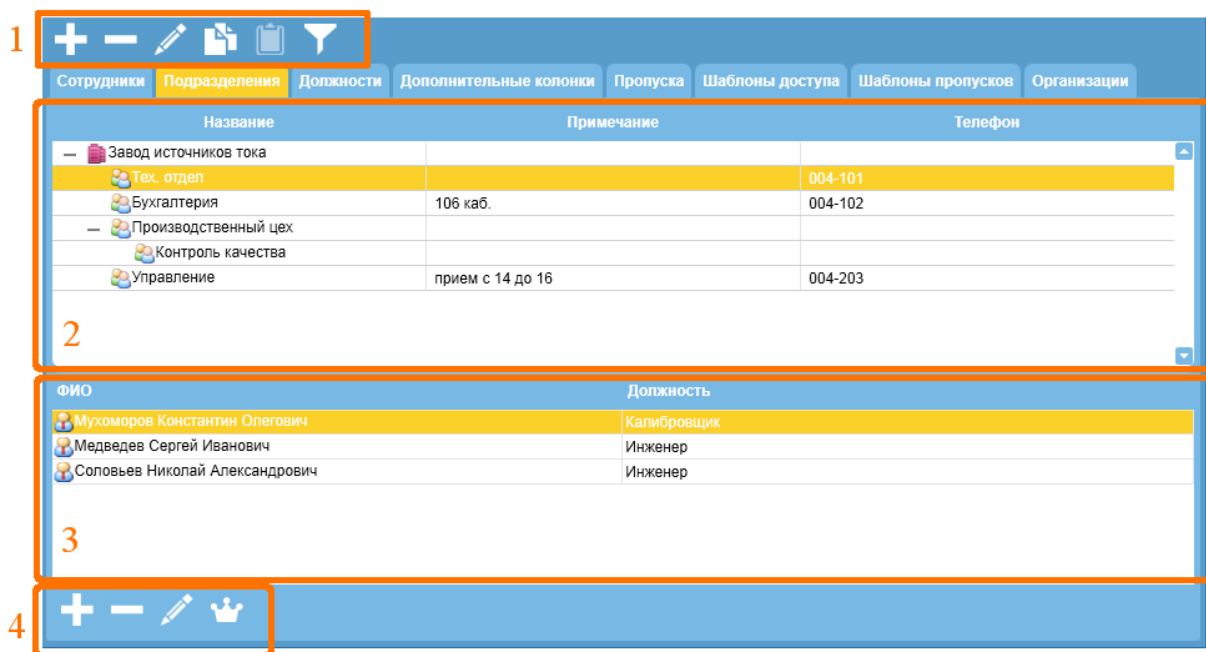 1
Сотрудники Подразделения Должности Дополнительные колонки Пропуска Шаблоны доступа Шаблоны пропусков Организации
Название Примечание Телефон
Завод источников тока
Тех. отдел 004-101
Бухгалтерия 106 каб. 004-102
Производственный цех
Контроль качества
Управление прием с 14 до 16 004-203
2
ФИО Должность
Мухоморов Константин Олегович Калибровщик
Медведев Сергей Иванович Инженер
Соловьев Николай Александрович Инженер
3
4